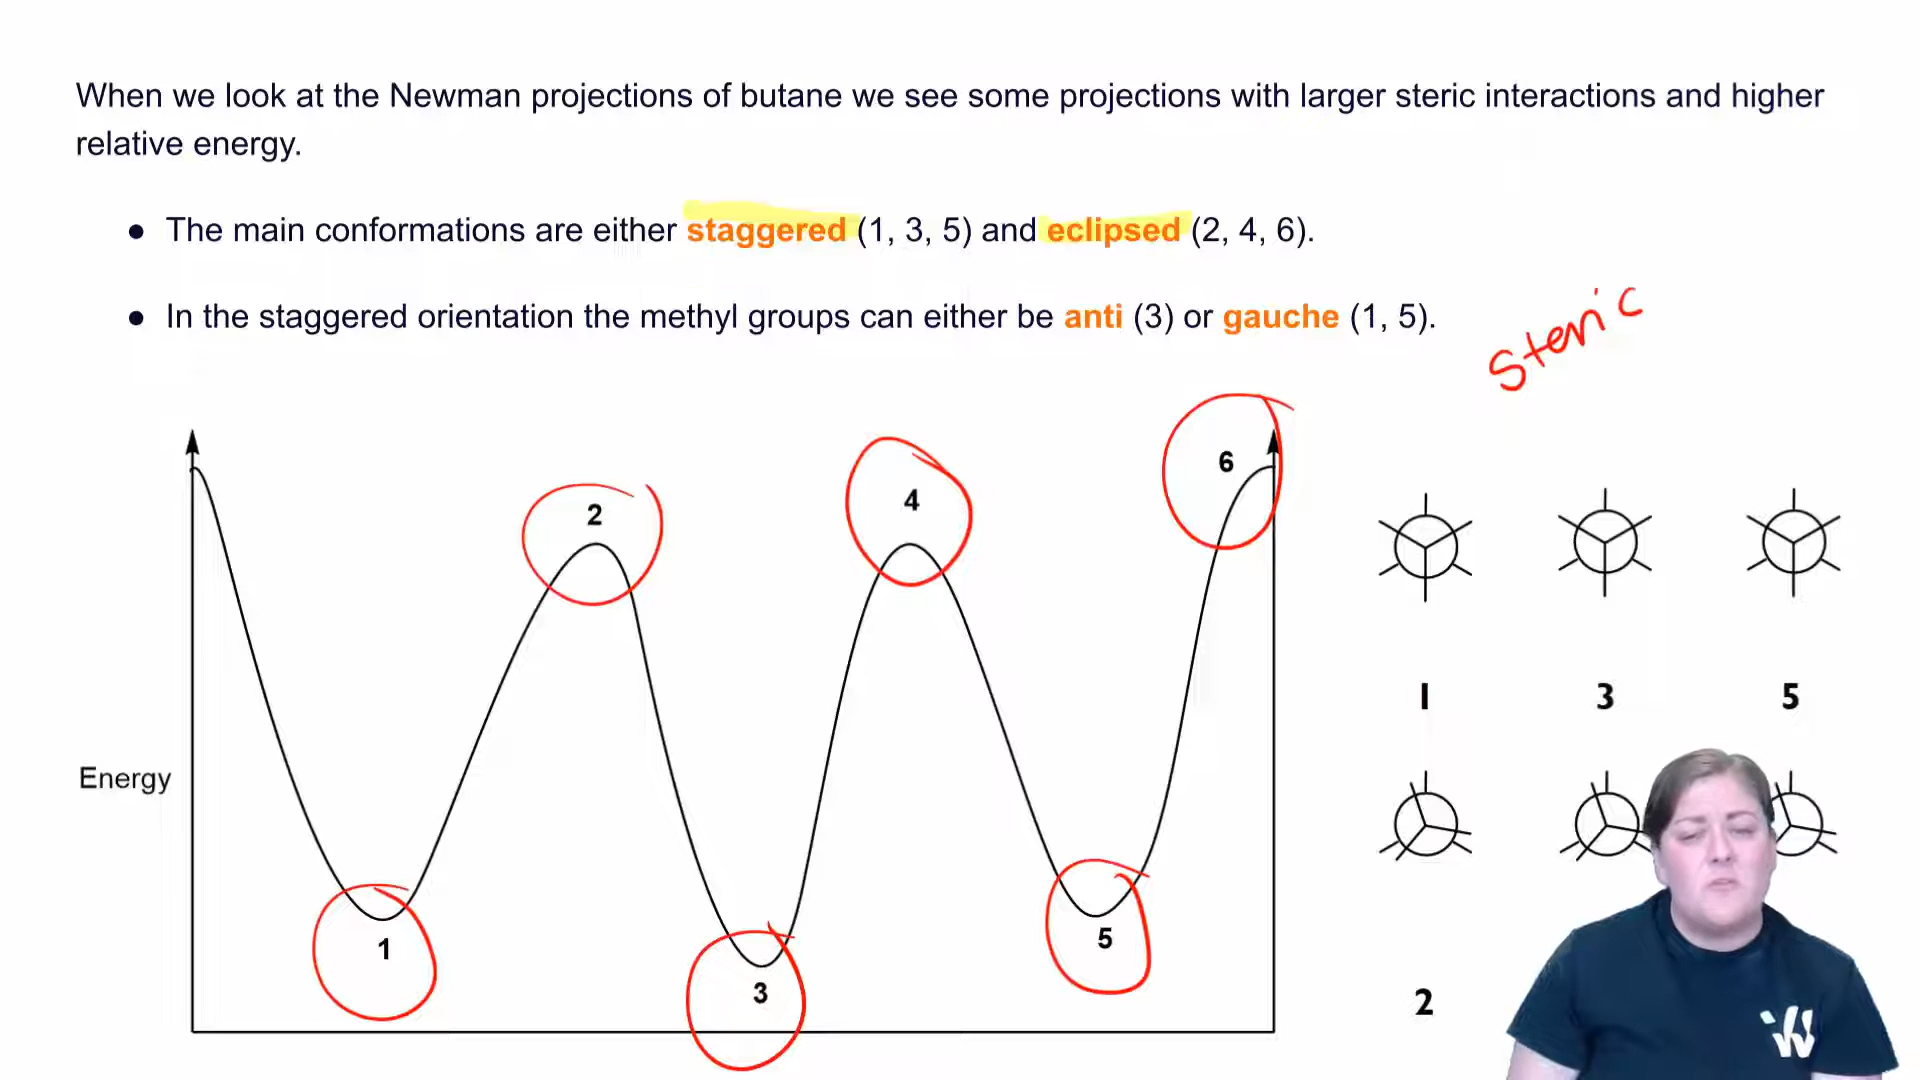 When we look at the Newman projections of butane we see some projections with larger steric interactions and higher
relative energy.
● The main conformations are either staggered (1, 3, 5) and eclipsed (2, 4, 6).
● In the staggered orientation the methyl groups can either be anti (3) or gauche (1, 5).
steric
6
4
2
Energy
1
3
5
1 3 5
2
W